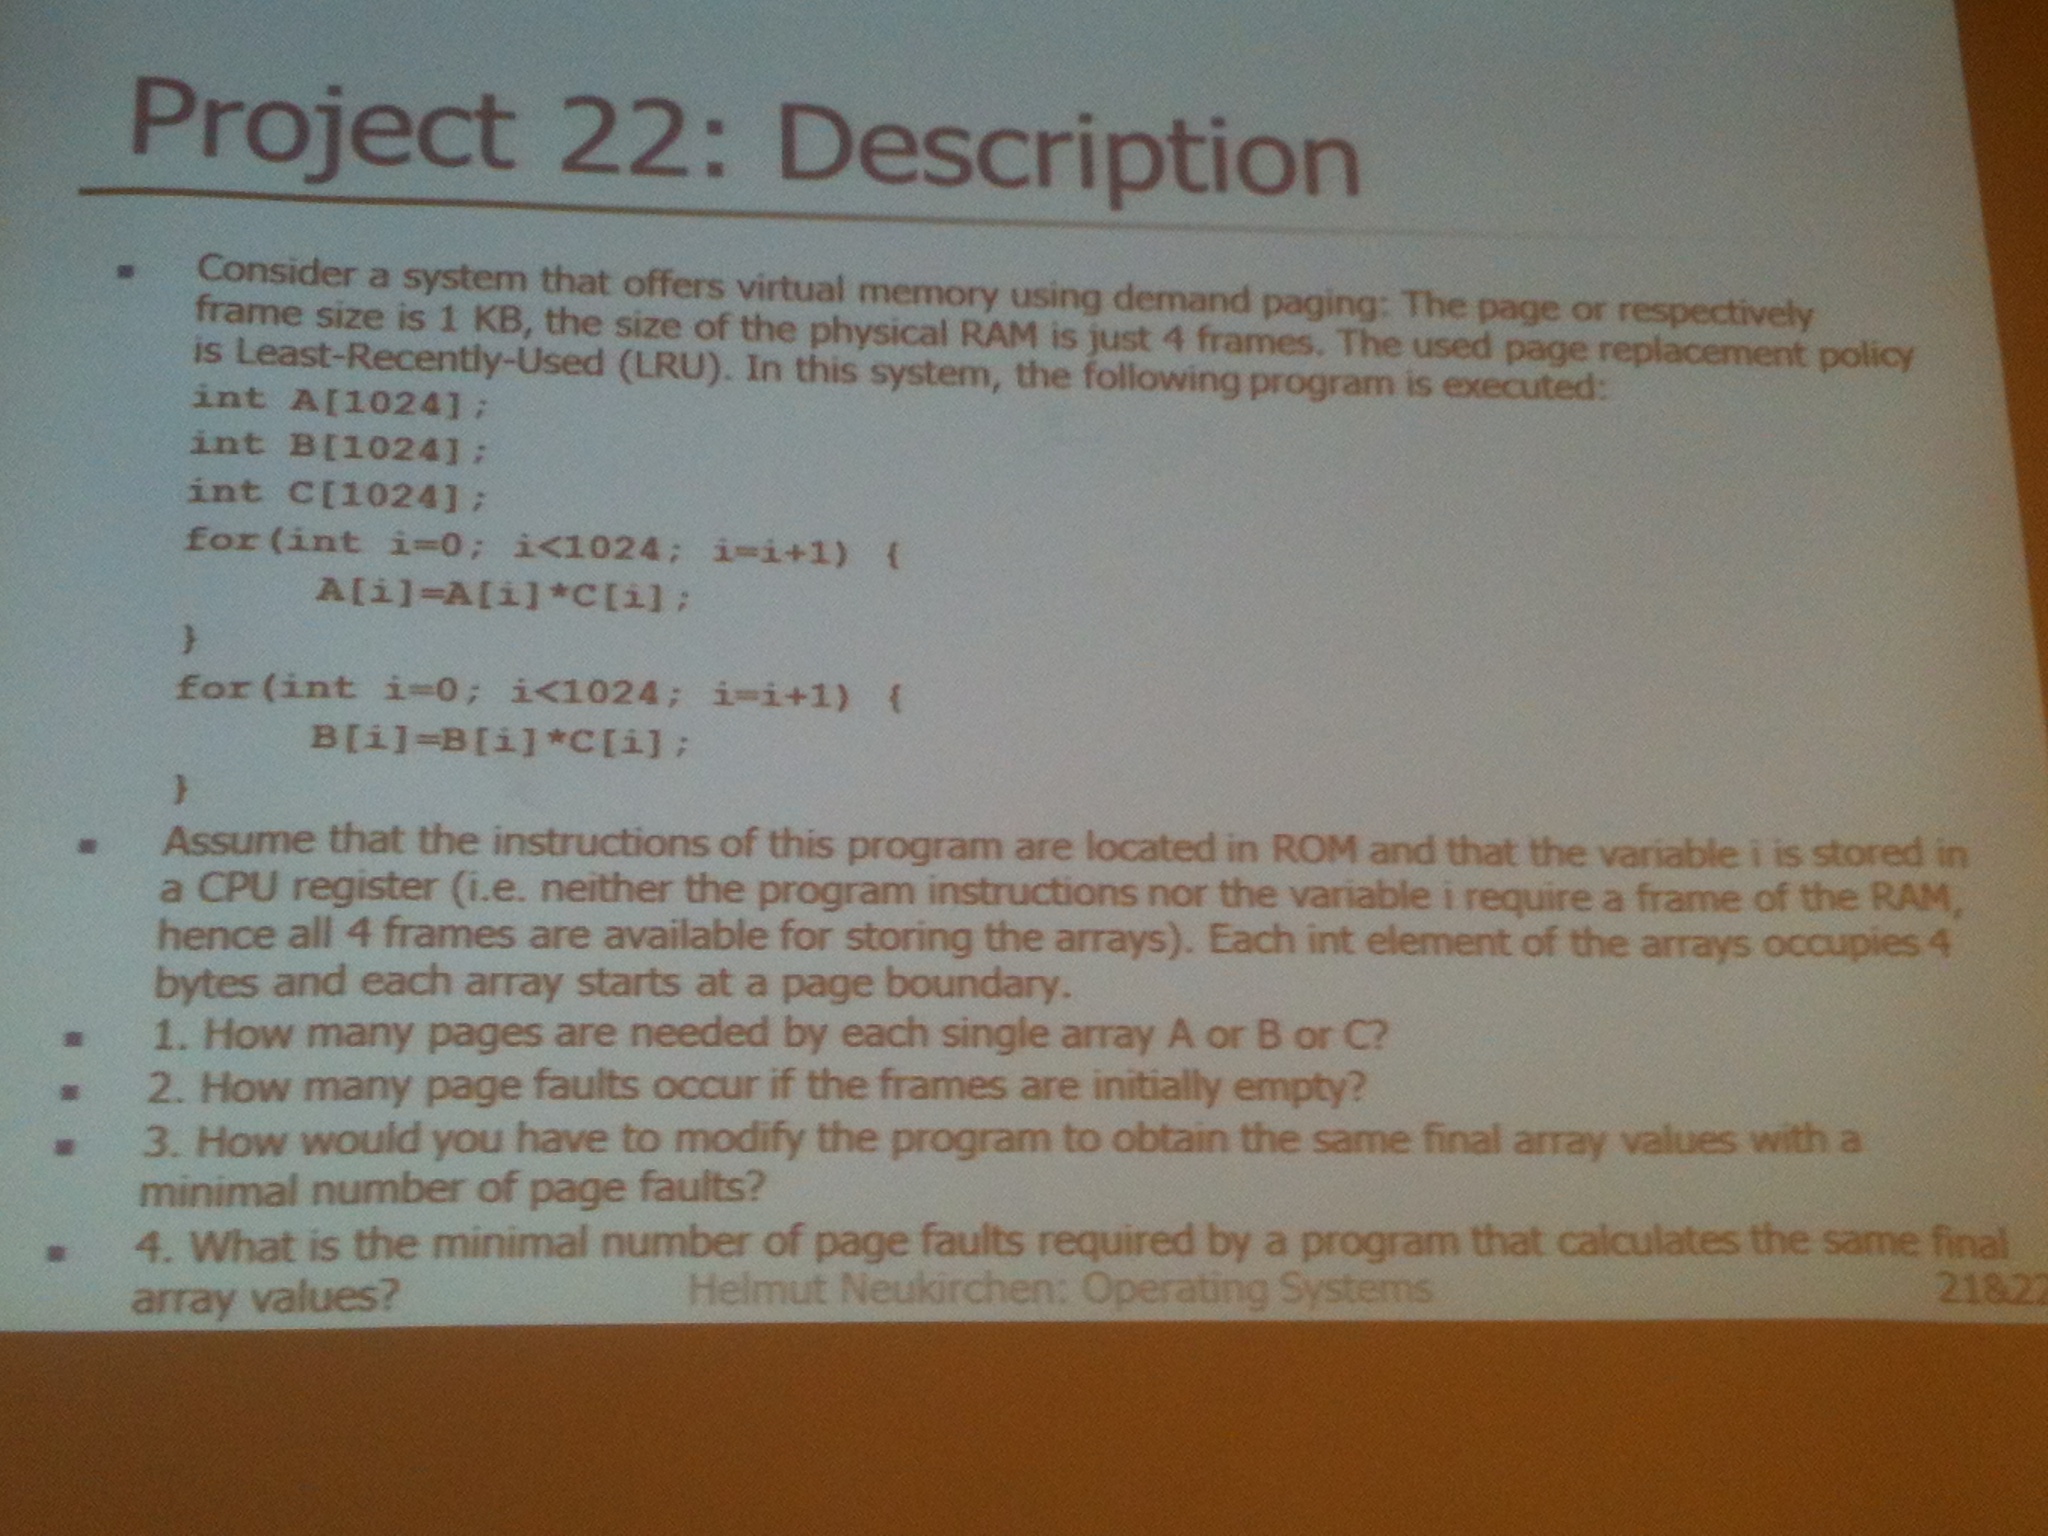 Project 22: Description
▪ Consider a system that offers virtual memory using demand paging: The page or respectively
frame size is 1 KB, the size of the physical RAM is just 4 frames. The used page replacement policy
is Least-Recently-Used (LRU). In this system, the following program is executed:
int A[1024];
int B[1024];
int C[1024];
for(int i=0; i<1024; i=i+1) {
A[i]=A[i]*C[i];
}
for(int i=0; i<1024; i=i+1) {
B[i]=B[i]*C[i];
}
▪ Assume that the instructions of this program are located in ROM and that the variable i is stored in
a CPU register (i.e. neither the program instructions nor the variable i require a frame of the RAM,
hence all 4 frames are available for storing the arrays). Each int element of the arrays occupies 4
bytes and each array starts at a page boundary.
▪ 1. How many pages are needed by each single array A or B or C?
▪ 2. How many page faults occur if the frames are initially empty?
▪ 3. How would you have to modify the program to obtain the same final array values with a
minimal number of page faults?
▪ 4. What is the minimal number of page faults required by a program that calculates the same final
array values?
Helmut Neukirchen: Operating Systems
21&22